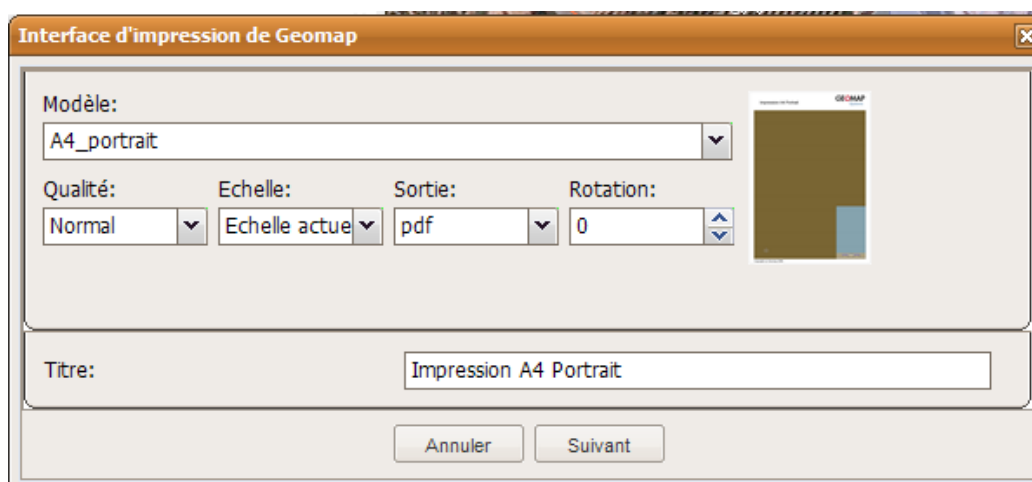 Interface d'impression de Geomap
Modèle:
A4_portrait
Qualité: Echelle: Sortie: Rotation:
Normal Echelle actue pdf 0
GEOMAP
Titre: Impression A4 Portrait
Annuler Suivant